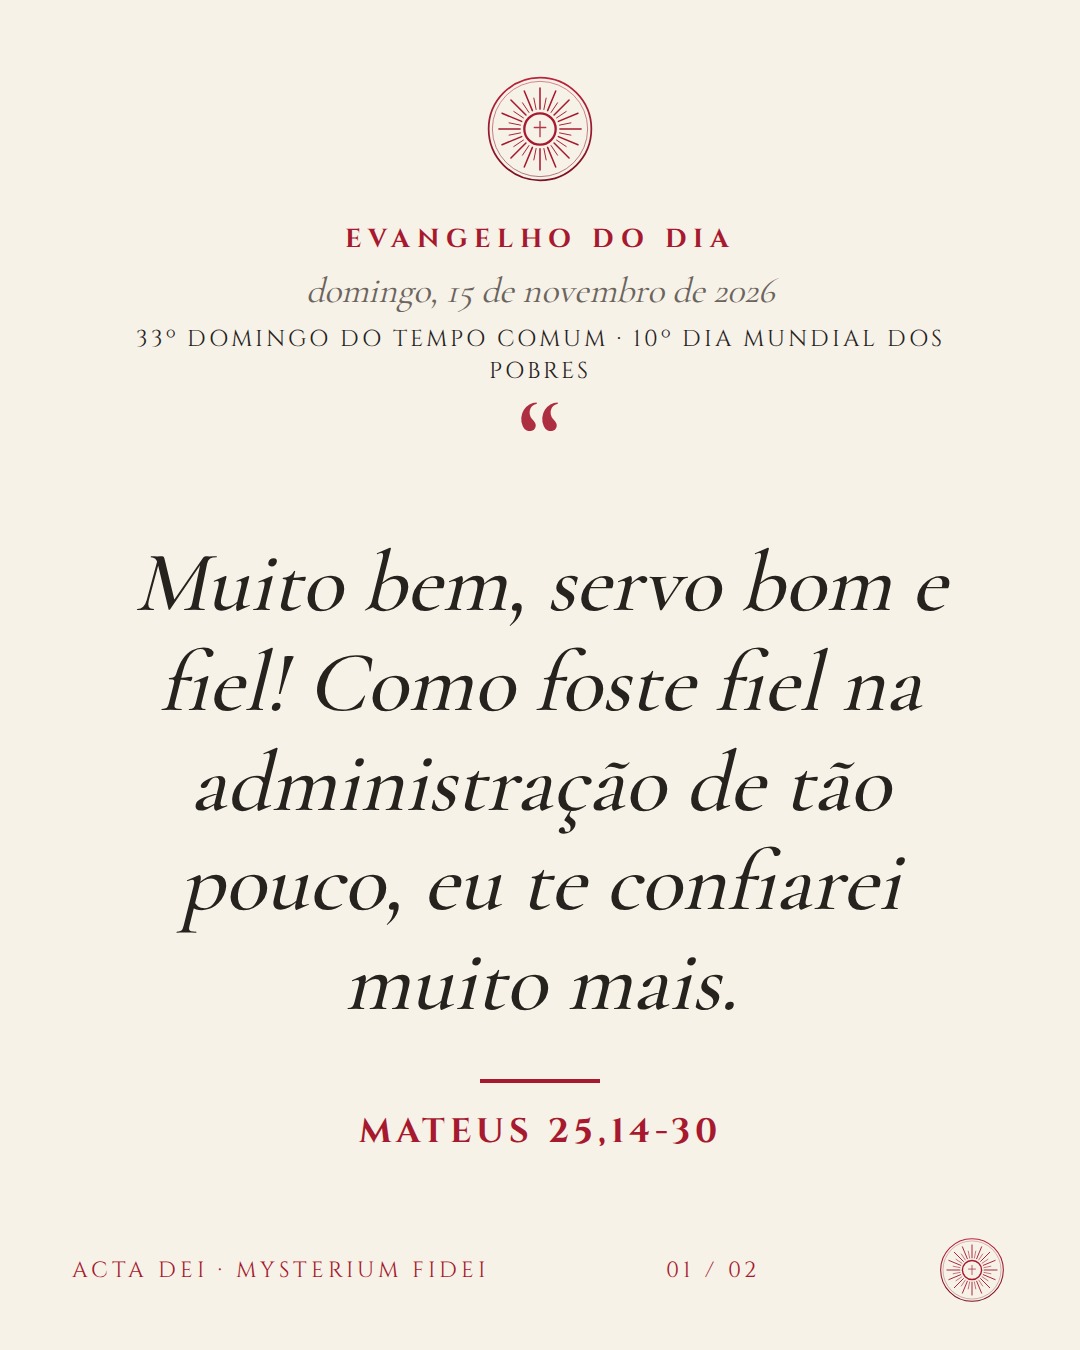 EVANGELHO DO DIA
domingo, 15 de novembro de 2026
33º DOMINGO DO TEMPO COMUM · 10º DIA MUNDIAL DOS
POBRES
“
Muito bem, servo bom e
fiel! Como foste fiel na
administração de tão
pouco, eu te confiarei
muito mais.
MATEUS 25,14-30
ACTA DEI · MYSTERIUM FIDEI
01 / 02